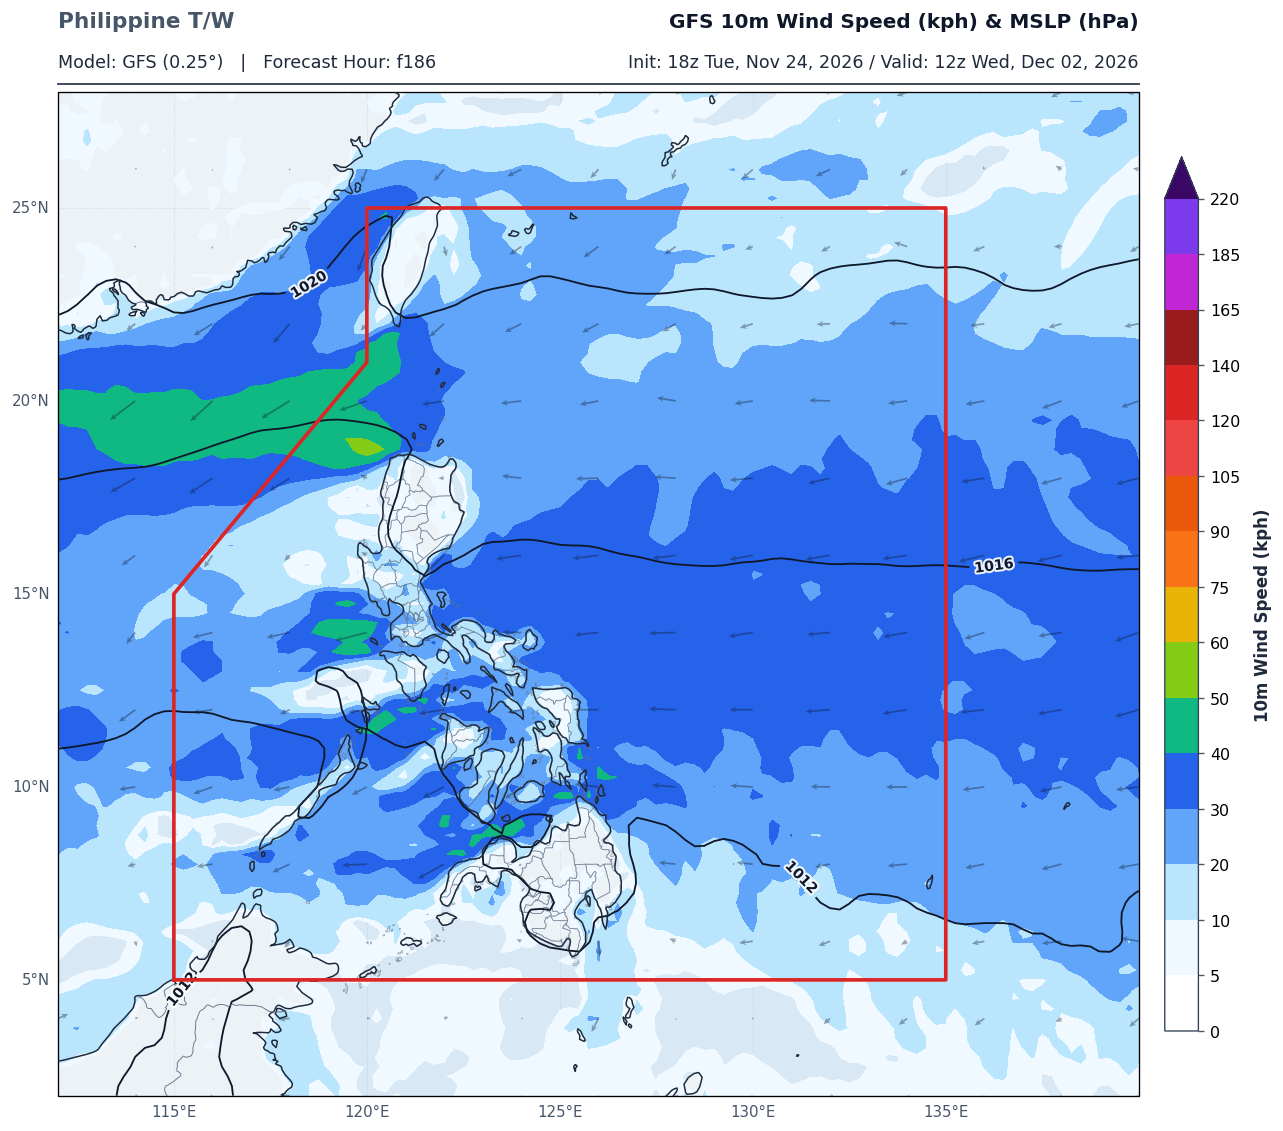 Philippine T/W
GFS 10m Wind Speed (kph) & MSLP (hPa)
Model: GFS (0.25°) | Forecast Hour: f186
Init: 18z Tue, Nov 24, 2026 / Valid: 12z Wed, Dec 02, 2026
25°N
20°N
15°N
10°N
5°N
115°E
120°E
125°E
130°E
135°E
1020
1016
1012
1012
220
185
165
140
120
105
90
75
60
50
40
30
20
10
5
0
10m Wind Speed (kph)